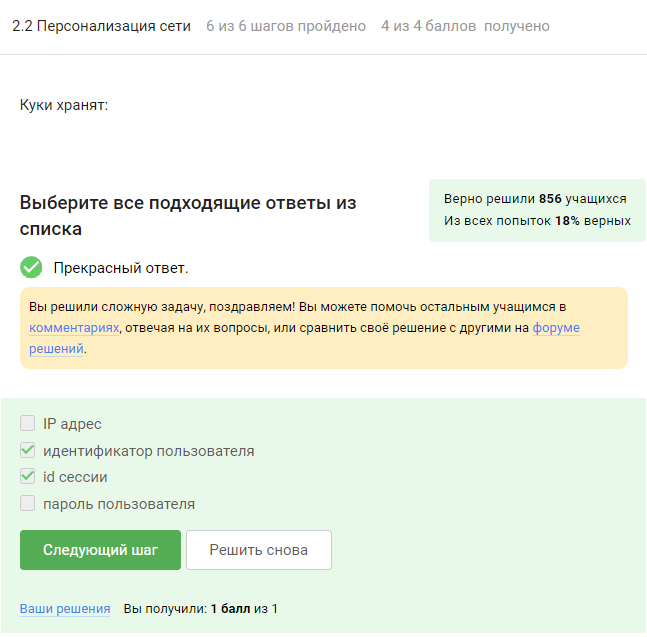 2.2 Персонализация сети 6 из 6 шагов пройдено 4 из 4 баллов получено
Куки хранят:
Выберите все подходящие ответы из
списка
Верно решили 856 учащихся
Из всех попыток 18% верных
Прекрасный ответ.
Вы решили сложную задачу, поздравляем! Вы можете помочь остальным учащимся в
комментариях, отвечая на их вопросы, или сравнить своё решение с другими на форуме
решений.
IP адрес
идентификатор пользователя
id сессии
пароль пользователя
Следующий шаг Решить снова
Ваши решения Вы получили: 1 балл из 1